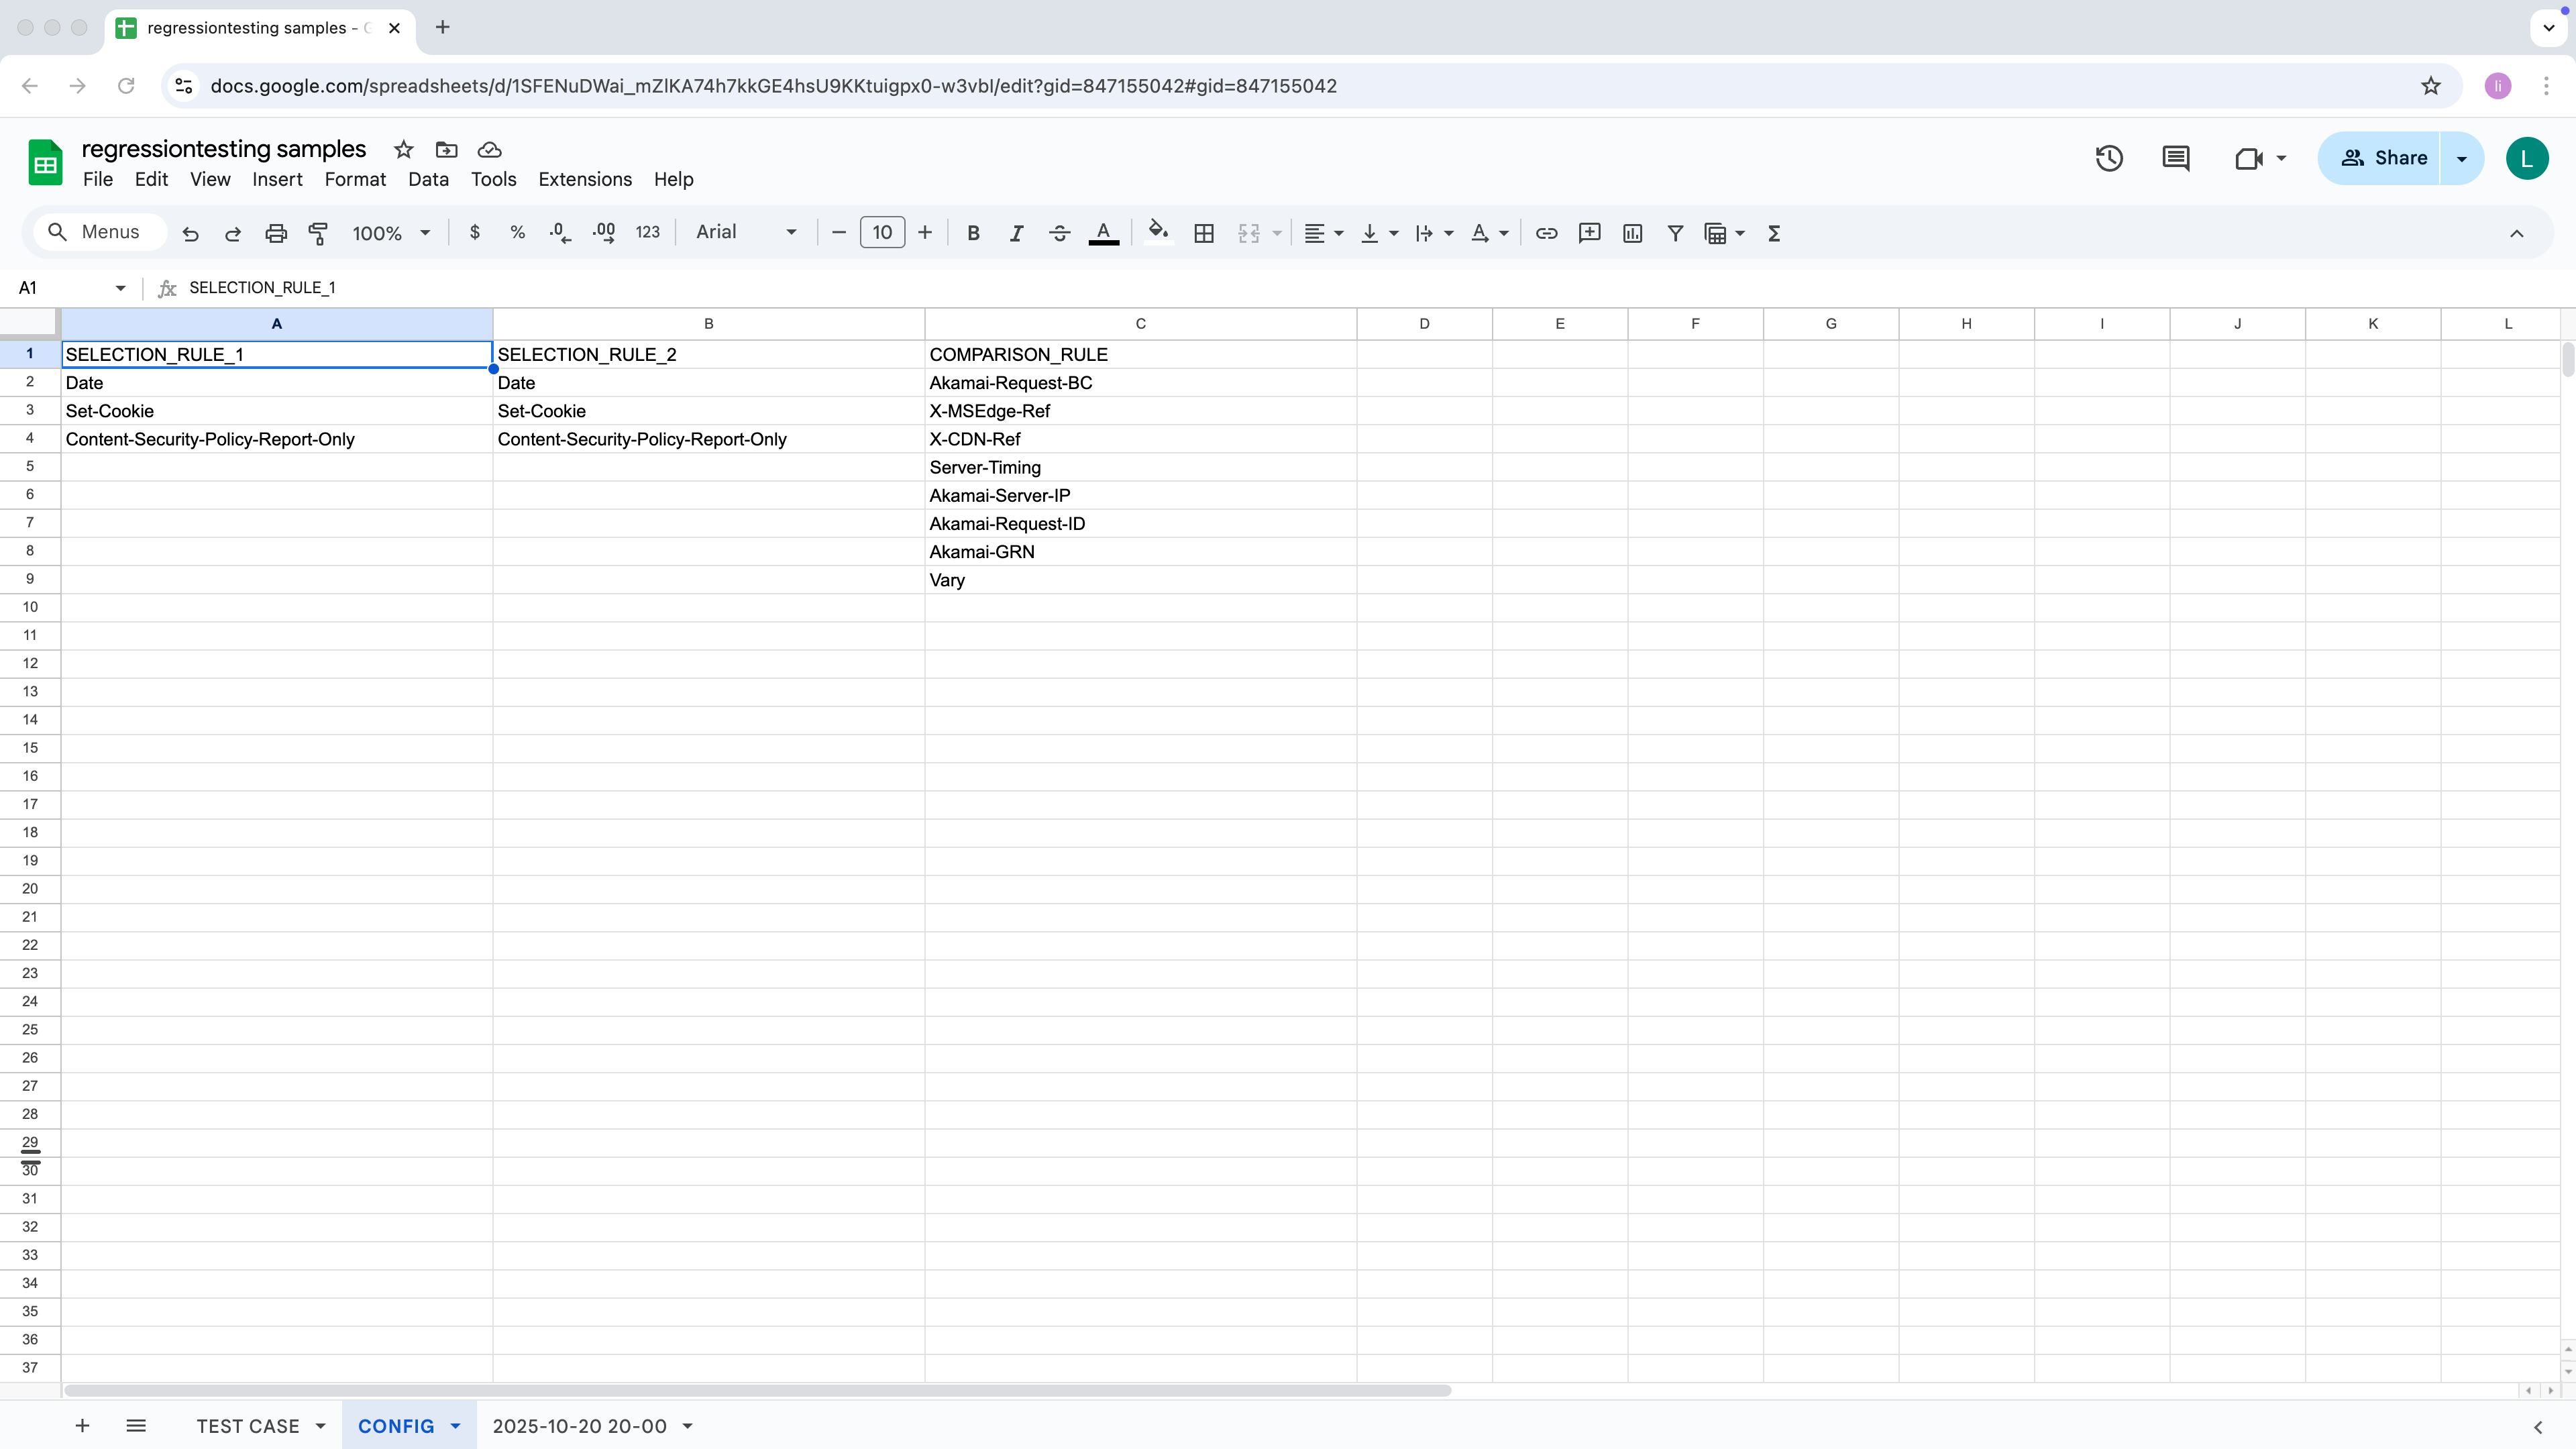 regressiontesting samples - G
docs.google.com/spreadsheets/d/1SFENuDWai_mZlKA74h7kkGE4hsU9KKtuigpx0-w3vbI/edit?gid=847155042#gid=847155042
li
regressiontesting samples
File Edit View Insert Format Data Tools Extensions Help
Share
L
Menus 100% $ % .0 .00 123 Arial 10 B I A
A1 fx SELECTION_RULE_1
A B C D E F G H I J K L
1 SELECTION_RULE_1 SELECTION_RULE_2 COMPARISON_RULE
2 Date Date Akamai-Request-BC
3 Set-Cookie Set-Cookie X-MSEdge-Ref
4 Content-Security-Policy-Report-Only Content-Security-Policy-Report-Only X-CDN-Ref
5 Server-Timing
6 Akamai-Server-IP
7 Akamai-Request-ID
8 Akamai-GRN
9 Vary
10
11
12
13
14
15
16
17
18
19
20
21
22
23
24
25
26
27
28
29
30
31
32
33
34
35
36
37
TEST CASE CONFIG 2025-10-20 20-00